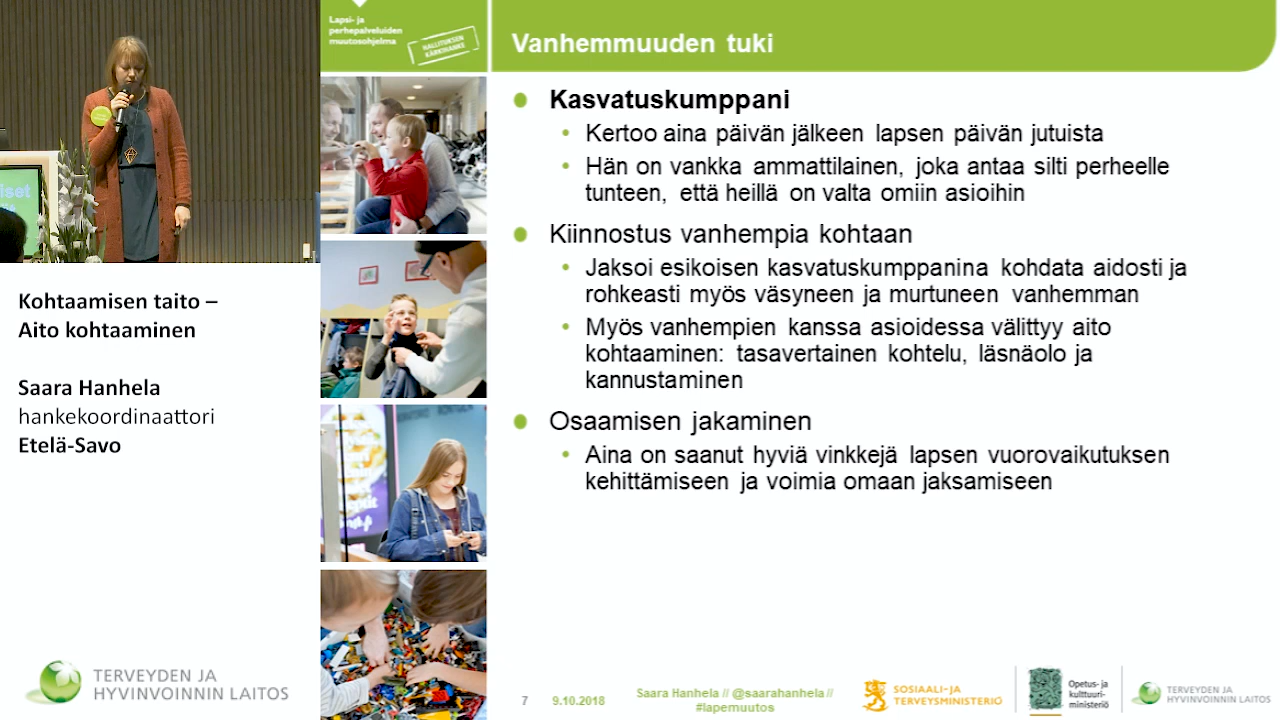 Lapsi- ja
perhepalveluiden
muutosohjelma
HALLITUKSEN
KÄRKIHANKE
Vanhemmuuden tuki
Kasvatuskumppani
Kertoo aina päivän jälkeen lapsen päivän jutuista
Hän on vankka ammattilainen, joka antaa silti perheelle
tunteen, että heillä on valta omiin asioihin
Kiinnostus vanhempia kohtaan
Jaksoi esikoisen kasvatuskumppanina kohdata aidosti ja
rohkeasti myös väsyneen ja murtuneen vanhemman
Myös vanhempien kanssa asioidessa välittyy aito
kohtaaminen: tasavertainen kohtelu, läsnäolo ja
kannustaminen
Osaamisen jakaminen
Aina on saanut hyviä vinkkejä lapsen vuorovaikutuksen
kehittämiseen ja voimia omaan jaksamiseen
Kohtaamisen taito –
Aito kohtaaminen
Saara Hanhela
hankekoordinaattori
Etelä-Savo
TERVEYDEN JA
HYVINVOINNIN LAITOS
7
9.10.2018
Saara Hanhela // @saarahanhela //
#lapemuutos
SOSIAALI- JA
TERVEYSMINISTERIÖ
Opetus- ja
kulttuuri-
ministeriö
TERVEYDEN JA
HYVINVOINNIN LAITOS